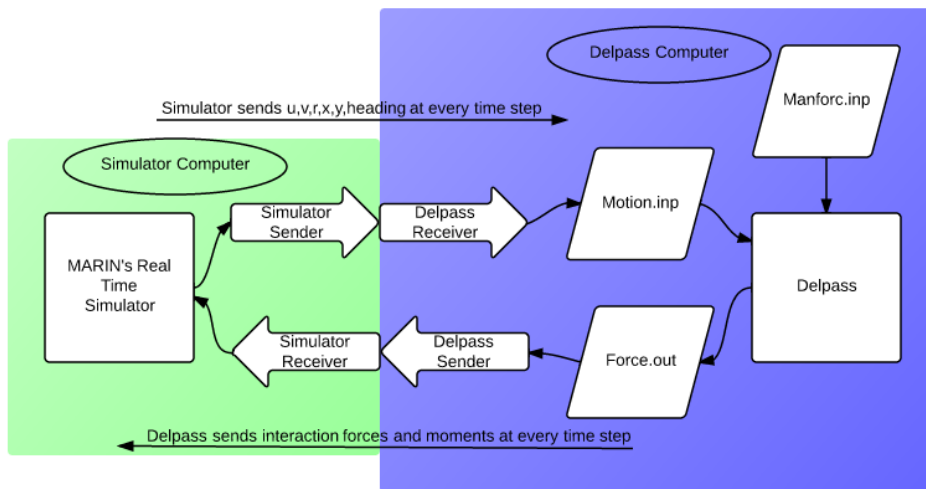 Delpass Computer
Manforc.inp
Simulator sends u,v,r,x,y,heading at every time step
Simulator Computer
MARIN's Real
Time
Simulator
Simulator
Sender
Delpass
Receiver
Motion.inp
Delpass
Simulator
Receiver
Delpass
Sender
Force.out
Delpass sends interaction forces and moments at every time step